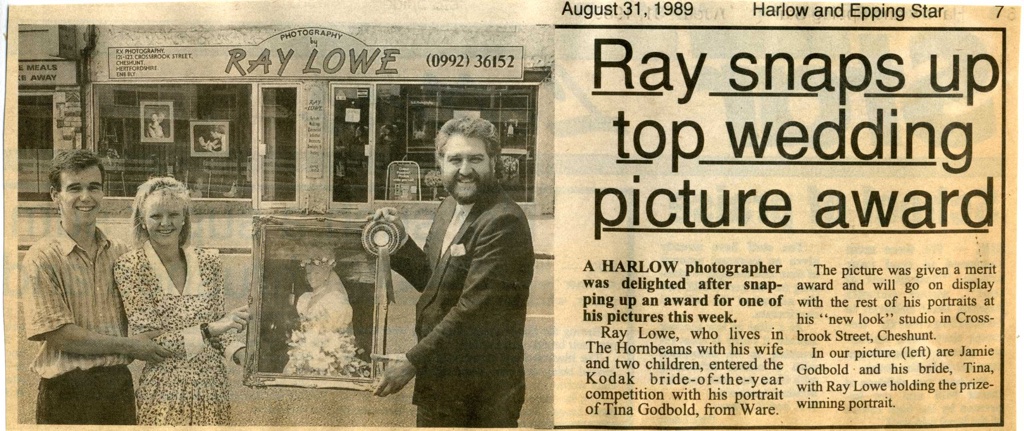 August 31, 1989 Harlow and Epping Star 7
E MEALS
E AWAY
PHOTOGRAPHY
by
RAY LOWE
121-123, CROSSBROOK STREET,
CHESHUNT,
HERTFORDSHIRE
EN8 8LY
(0992) 36152
RAY
LOWE
Ray snaps up
top wedding
picture award
A HARLOW photographer
was delighted after snap-
ping up an award for one of
his pictures this week.
Ray Lowe, who lives in
The Hornbeams with his wife
and two children, entered the
Kodak bride-of-the-year
competition with his portrait
of Tina Godbold, from Ware.
The picture was given a merit
award and will go on display
with the rest of his portraits at
his "new look" studio in Cross-
brook Street, Cheshunt.
In our picture (left) are Jamie
Godbold and his bride, Tina,
with Ray Lowe holding the prize-
winning portrait.